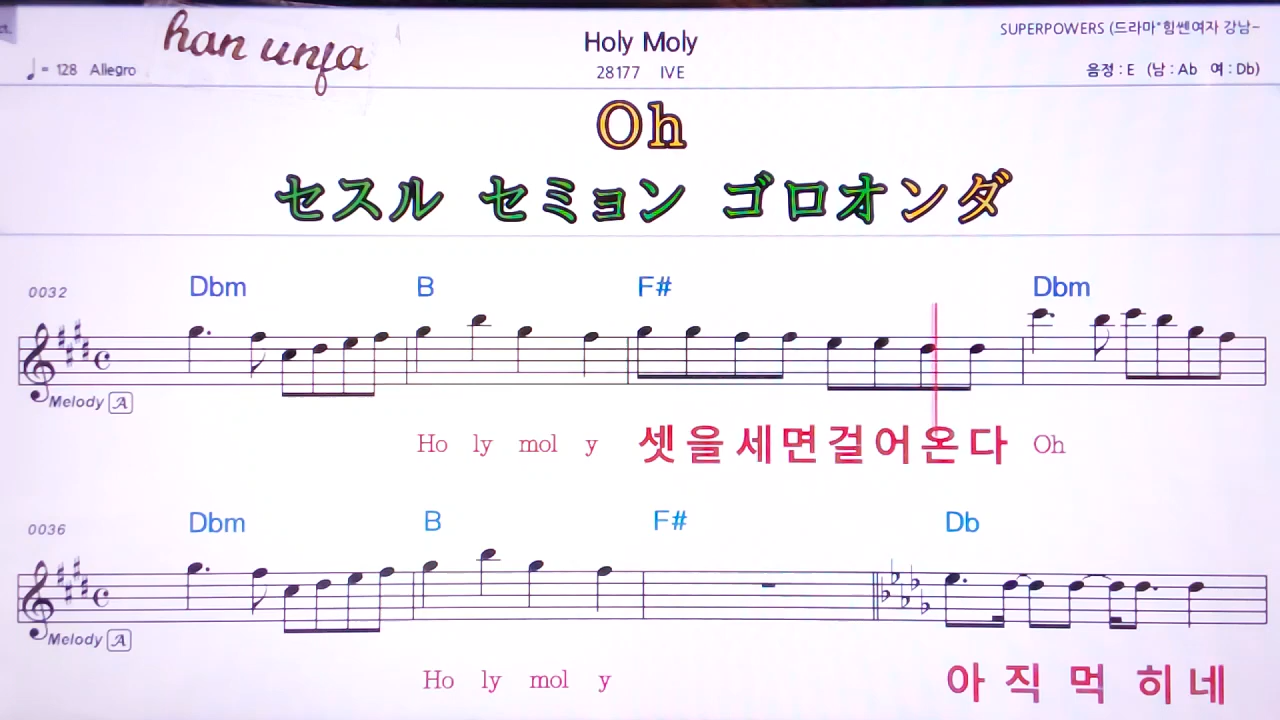 han unfa
Holy Moly
SUPERPOWERS (드라마"힘쎈여자 강남-
= 128 Allegro
28177 IVE
음정 : E (남 : Ab 여 : Db)
Oh
セスル セミョン ゴロオンダ
0032 Dbm B F# Dbm
Melody A
Ho ly mol y 셋 을 세 면 걸 어 온 다 Oh
0036 Dbm B F# Db
Melody A
Ho ly mol y 아 직 먹 히 네